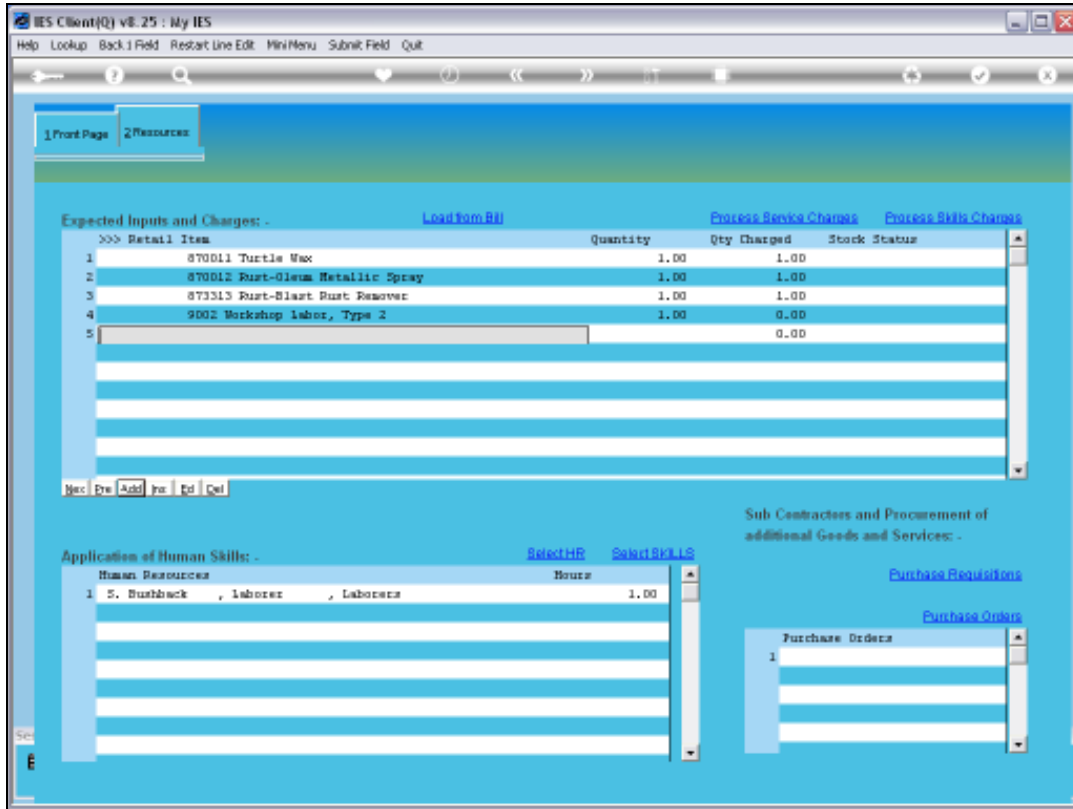 IES Client(Q) v8.25 : My IES
Help Lookup Back 1 Field Restart Line Edit MiniMenu Submit Field Quit
1 Front Page 2 Resources
Expected Inputs and Charges: - Load from Bill Process Service Charges Process Skills Charges
>>> Retail Item Quantity Qty Charged Stock Status
1 870011 Turtle Wax 1.00 1.00
2 870012 Rust-Oleum Metallic Spray 1.00 1.00
3 873313 Rust-Blast Rust Remover 1.00 1.00
4 9002 Workshop labor, Type 2 1.00 0.00
5 0.00
Nex Pre Add Ins Ed Del
Sub Contractors and Procurement of
additional Goods and Services: -
Application of Human Skills: - Select HR Select SKILLS
Human Resources Hours
Purchase Requisitions
1 S. Bushback , laborer , Laborers 1.00
Purchase Orders
Purchase Orders
1
Se